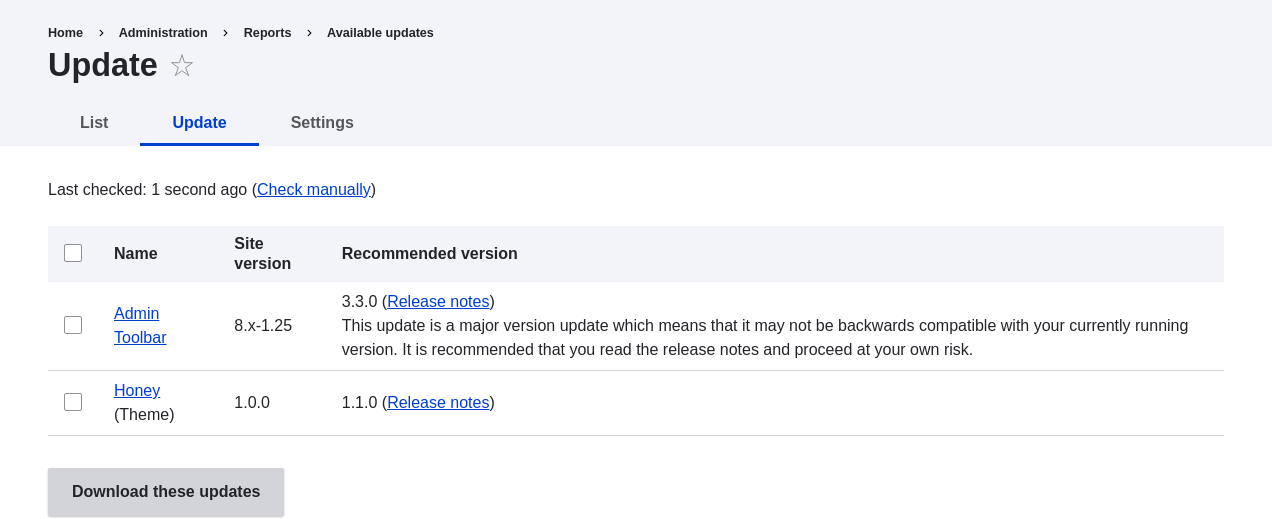 Home > Administration > Reports > Available updates
Update
List Update Settings
Last checked: 1 second ago (Check manually)
Name Site version Recommended version
Admin Toolbar 8.x-1.25 3.3.0 (Release notes)
This update is a major version update which means that it may not be backwards compatible with your currently running
version. It is recommended that you read the release notes and proceed at your own risk.
Honey (Theme) 1.0.0 1.1.0 (Release notes)
Download these updates